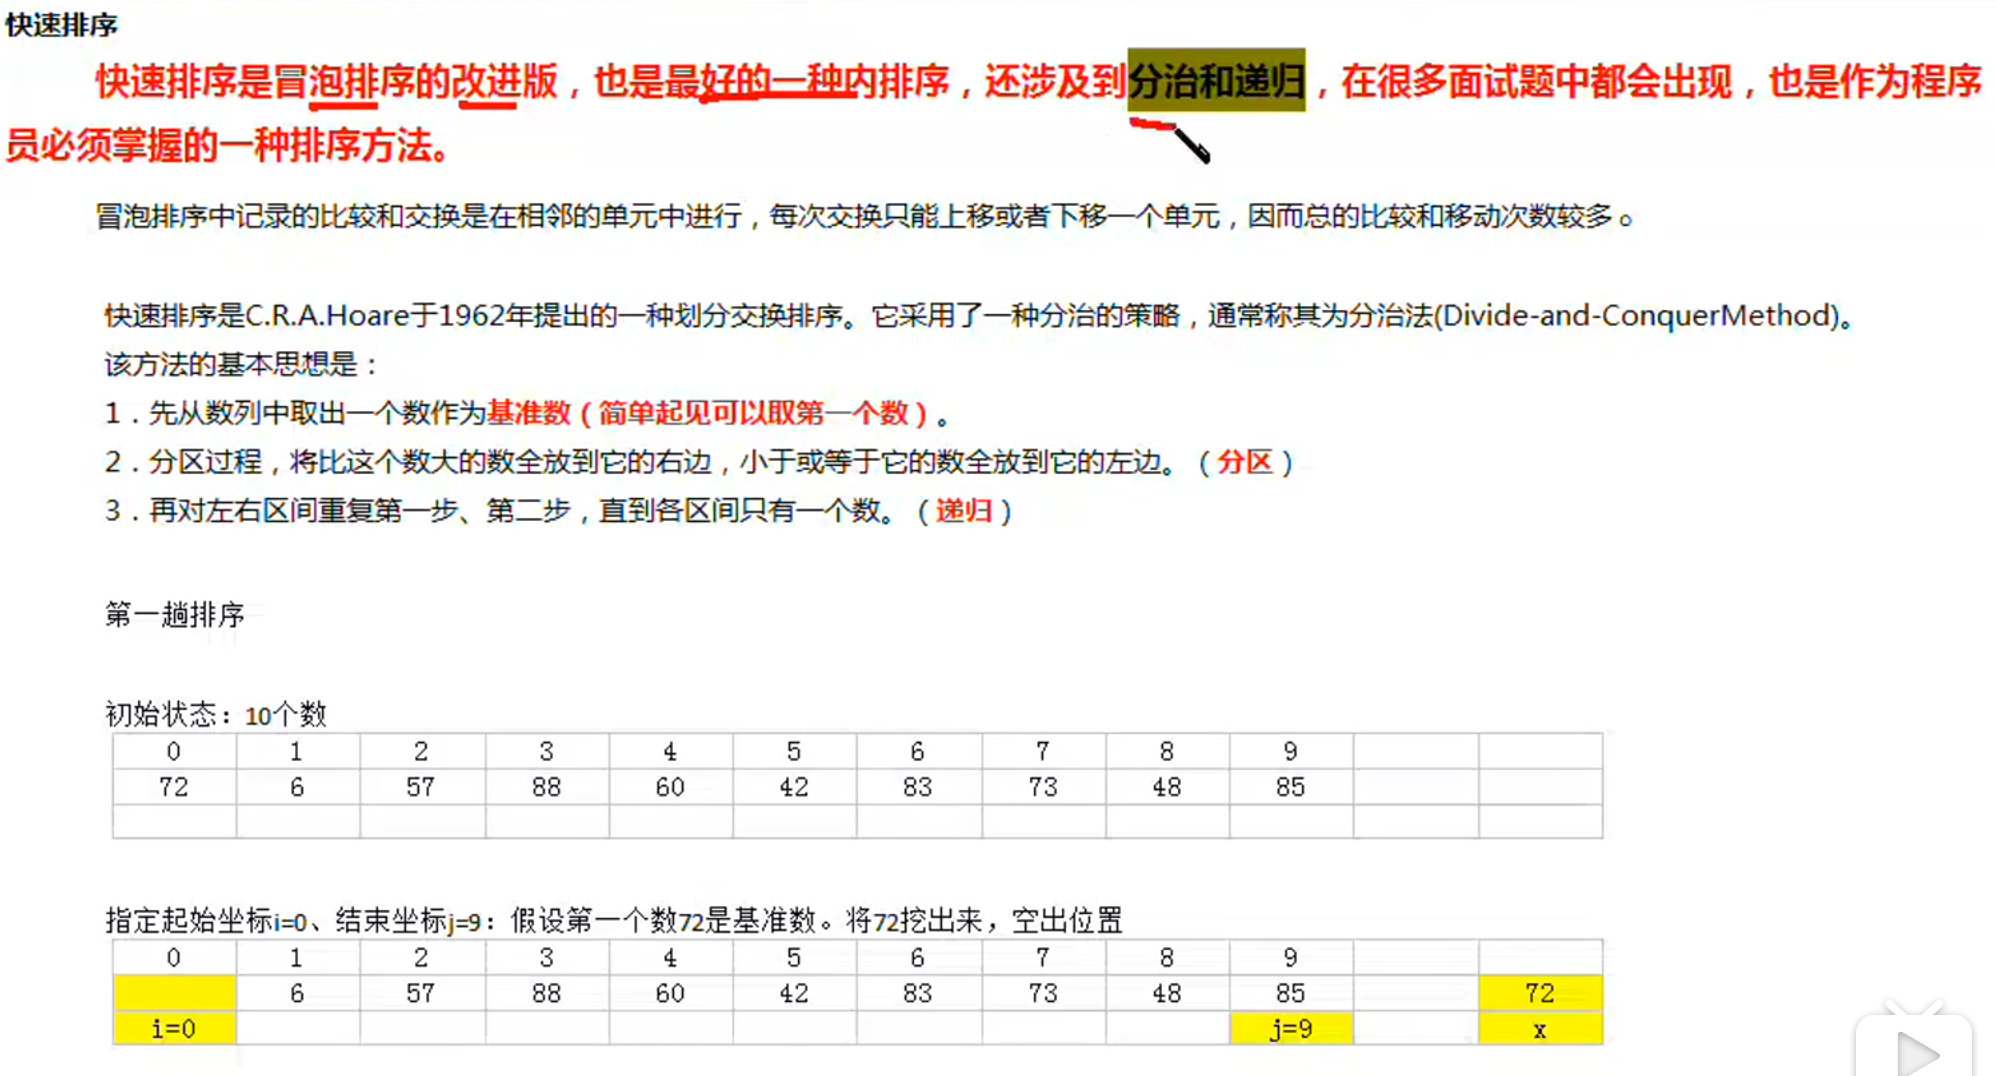 快速排序
快速排序是冒泡排序的改进版，也是最好的一种内排序，还涉及到分治和递归，在很多面试题中都会出现，也是作为程序
员必须掌握的一种排序方法。
冒泡排序中记录的比较和交换是在相邻的单元中进行，每次交换只能上移或者下移一个单元，因而总的比较和移动次数较多。
快速排序是C.R.A.Hoare于1962年提出的一种划分交换排序。它采用了一种分治的策略，通常称其为分治法(Divide-and-ConquerMethod)。
该方法的基本思想是：
1．先从数列中取出一个数作为基准数（简单起见可以取第一个数）。
2．分区过程，将比这个数大的数全放到它的右边，小于或等于它的数全放到它的左边。（分区）
3．再对左右区间重复第一步、第二步，直到各区间只有一个数。（递归）
第一趟排序
初始状态：10个数
0 1 2 3 4 5 6 7 8 9
72 6 57 88 60 42 83 73 48 85
指定起始坐标i=0、结束坐标j=9：假设第一个数72是基准数。将72挖出来，空出位置
0 1 2 3 4 5 6 7 8 9
6 57 88 60 42 83 73 48 85 72
i=0 j=9 x